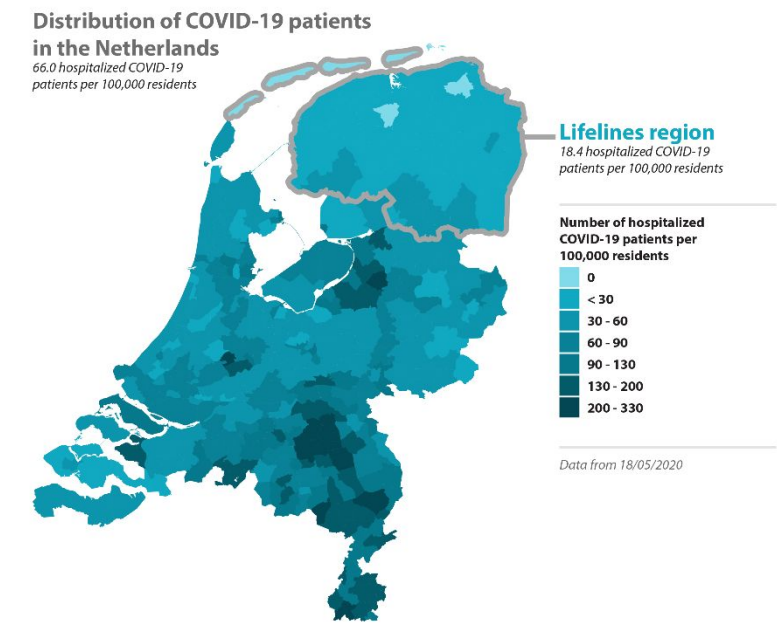 Distribution of COVID-19 patients
in the Netherlands
66.0 hospitalized COVID-19
patients per 100,000 residents
Lifelines region
18.4 hospitalized COVID-19
patients per 100,000 residents
Number of hospitalized
COVID-19 patients per
100,000 residents
0
< 30
30 - 60
60 - 90
90 - 130
130 - 200
200 - 330
Data from 18/05/2020